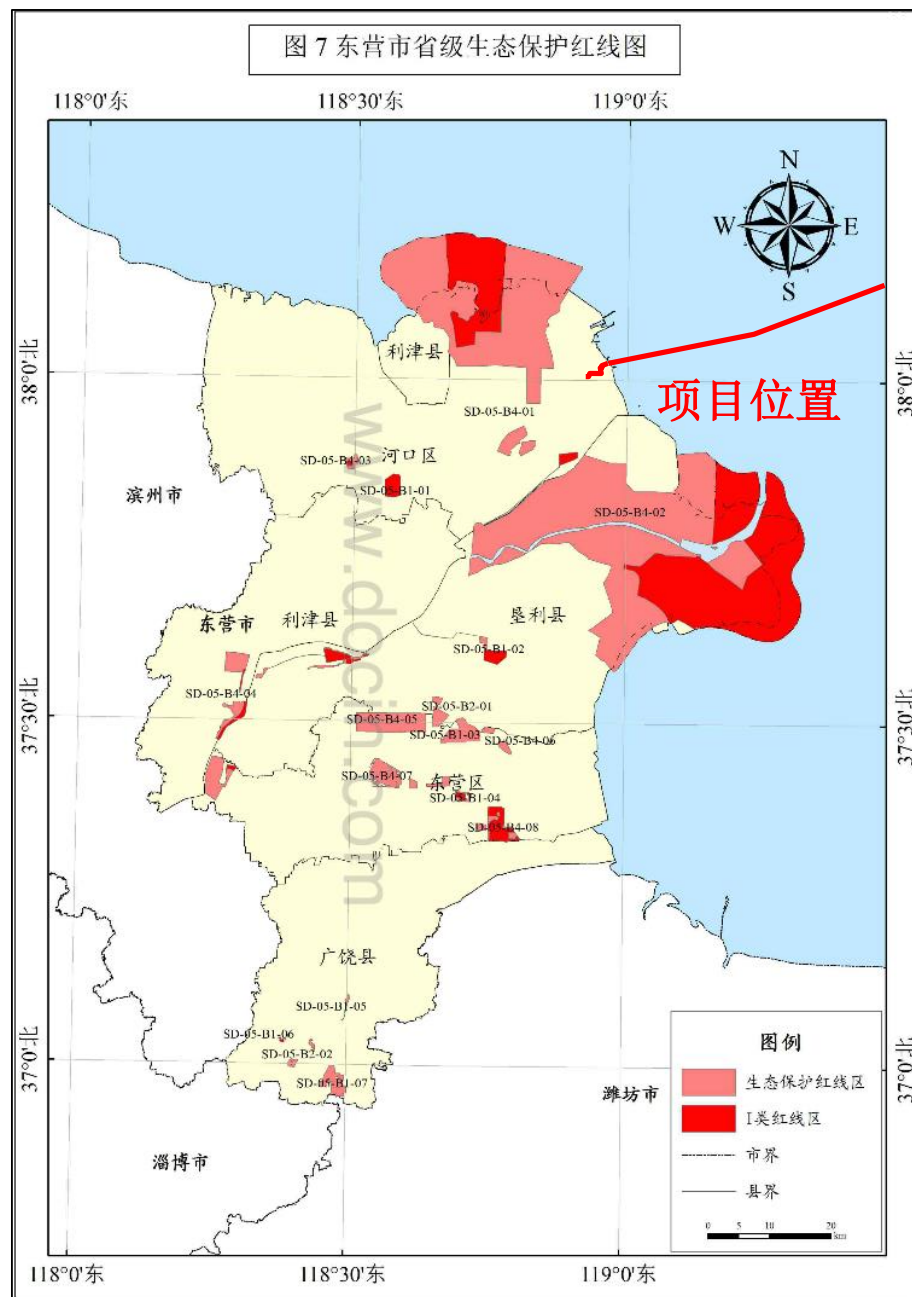 图 7 东营市省级生态保护红线图
118°0'东
118°30'东
119°0'东
N
W
E
S
38°0'北
38°0'北
利津县
项目位置
SD-05-B4-01
SD-05-B4-03
河口区
SD-05-B1-01
滨州市
SD-05-B4-02
东营市
利津县
垦利县
SD-05-B1-02
SD-05-B4-04
SD-05-B2-01
SD-05-B4-05
SD-05-B1-03
SD-05-B4-06
37°30'北
37°30'北
SD-05-B4-07
东营区
SD-05-B1-04
SD-05-B4-08
www.docin.com
广饶县
SD-05-B1-05
SD-05-B1-06
SD-05-B2-02
SD-05-B1-07
37°0'北
37°0'北
潍坊市
淄博市
图例
生态保护红线区
I类红线区
市界
县界
0 5 10 20
km
118°0'东
118°30'东
119°0'东